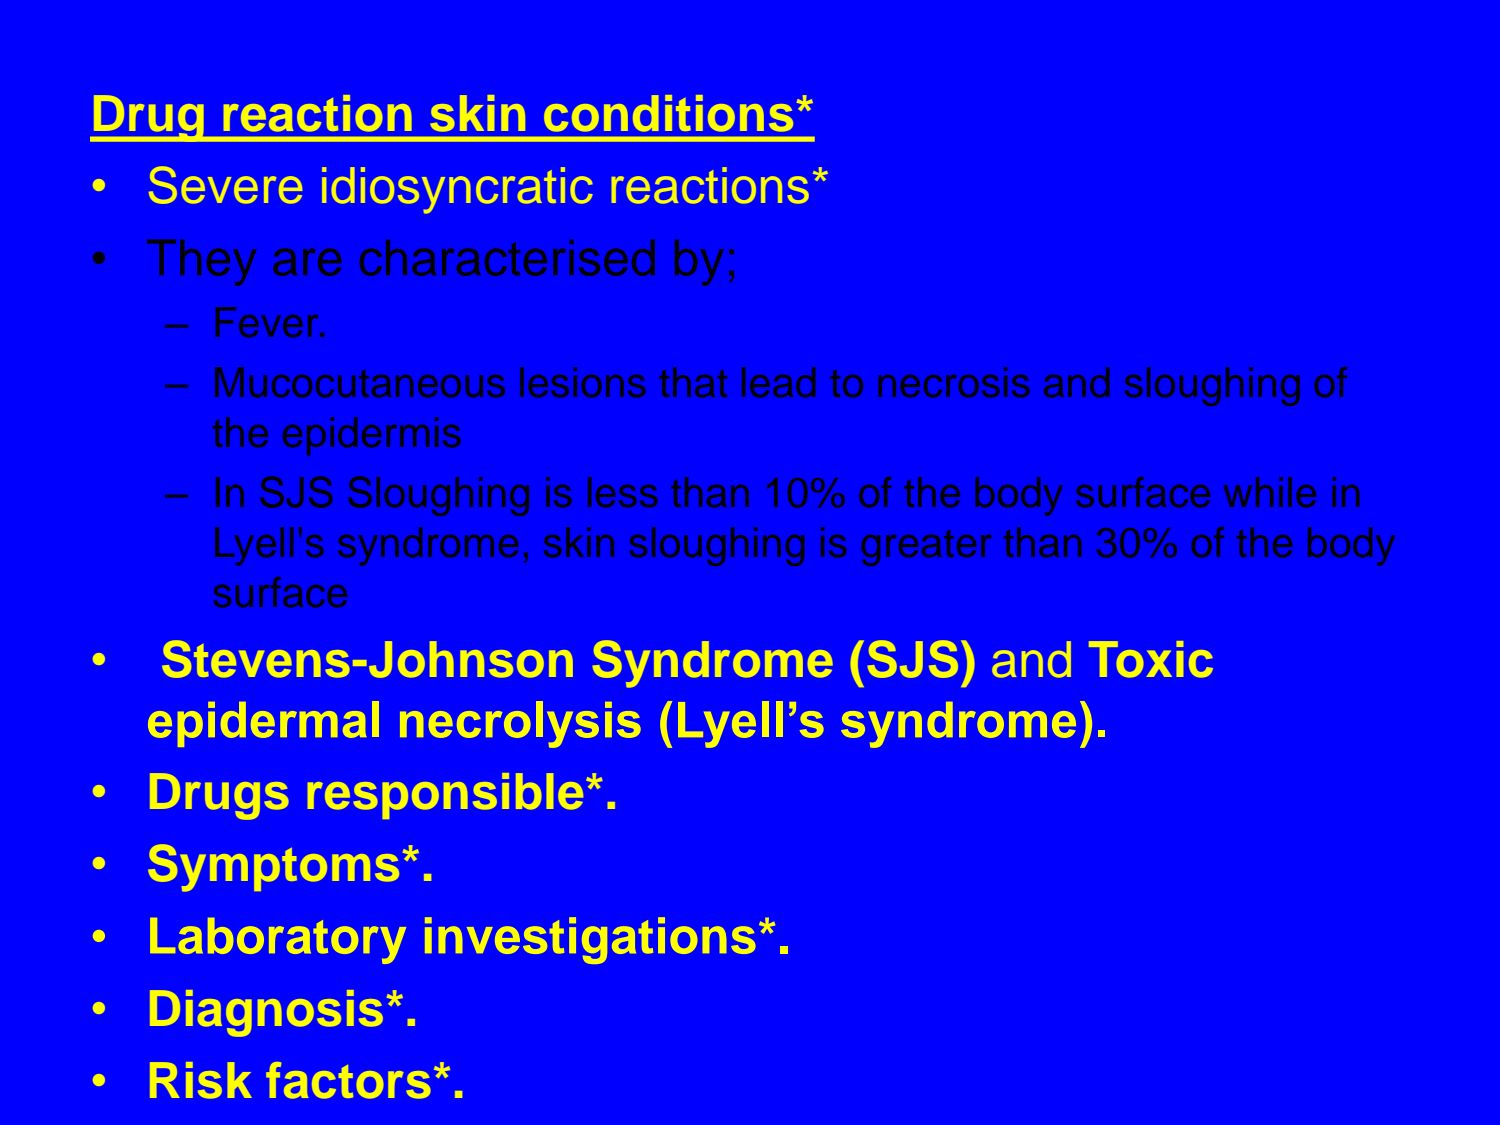 Drug reaction skin conditions*
• Severe idiosyncratic reactions*
• They are characterised by;
– Fever.
– Mucocutaneous lesions that lead to necrosis and sloughing of
the epidermis
– In SJS Sloughing is less than 10% of the body surface while in
Lyell's syndrome, skin sloughing is greater than 30% of the body
surface
• Stevens-Johnson Syndrome (SJS) and Toxic
epidermal necrolysis (Lyell’s syndrome).
• Drugs responsible*.
• Symptoms*.
• Laboratory investigations*.
• Diagnosis*.
• Risk factors*.